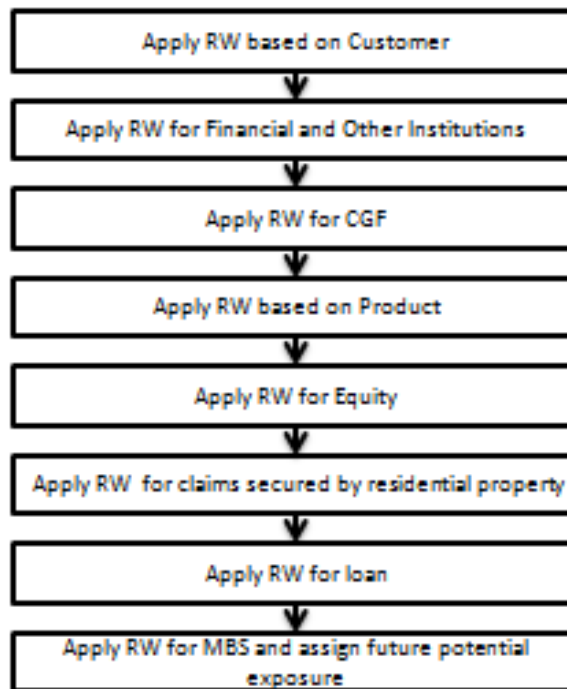 Apply RW based on Customer
Apply RW for Financial and Other Institutions
Apply RW for CGF
Apply RW based on Product
Apply RW for Equity
Apply RW for claims secured by residential property
Apply RW for loan
Apply RW for MBS and assign future potential
exposure